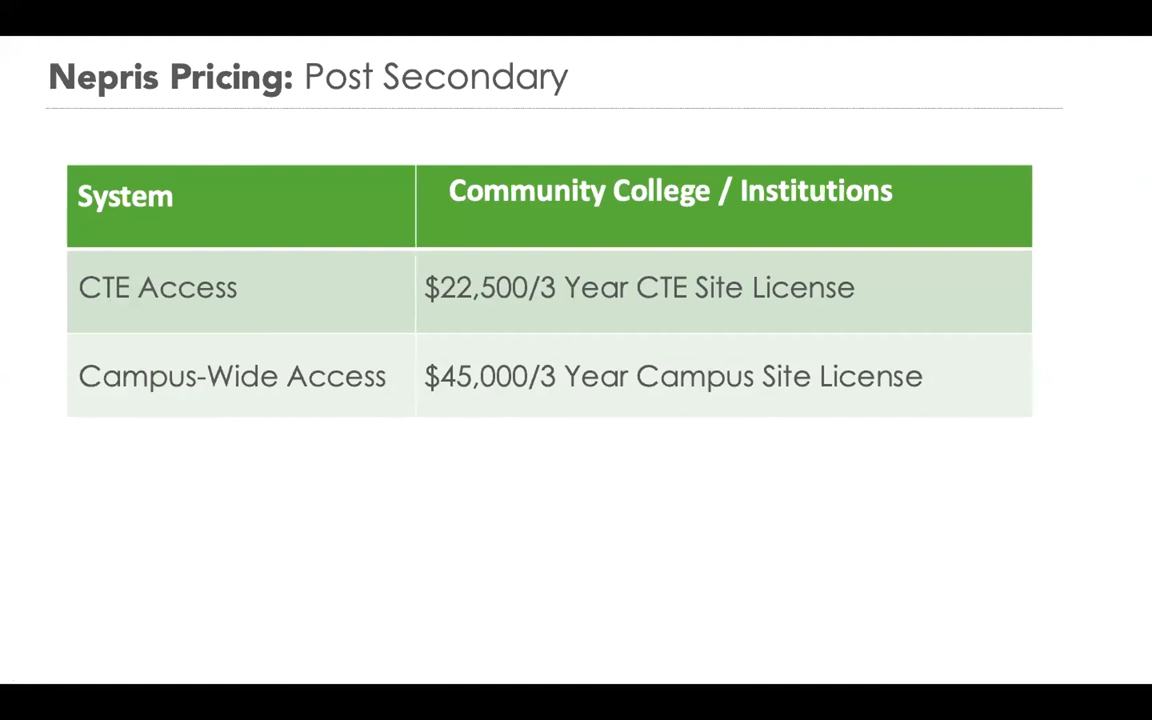 Nepris Pricing: Post Secondary
System
Community College / Institutions
CTE Access
$22,500/3 Year CTE Site License
Campus-Wide Access
$45,000/3 Year Campus Site License